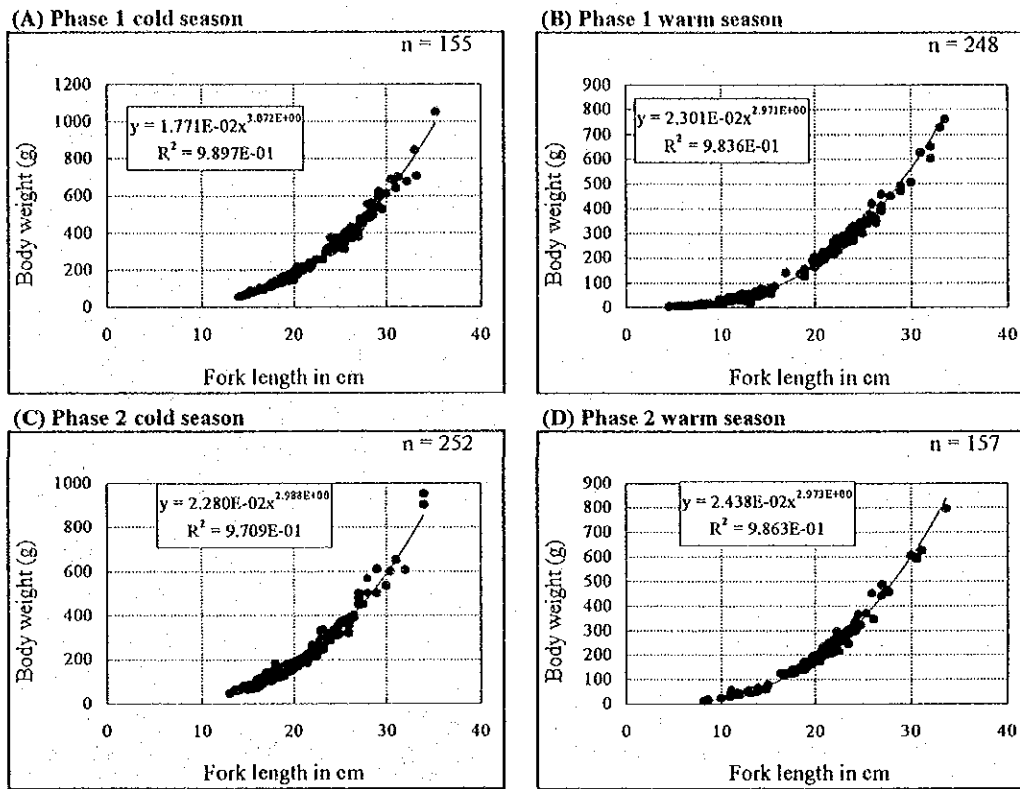 (A) Phase 1 cold season
n = 155
1200
1000
800
600
400
200
0
Body weight (g)
y = 1.771E-02x^3.072E+00
R² = 9.897E-01
0 10 20 30 40
Fork length in cm
(B) Phase 1 warm season
n = 248
900
800
700
600
500
400
300
200
100
0
Body weight (g)
y = 2.301E-02x^2.971E+00
R² = 9.836E-01
0 10 20 30 40
Fork length in cm
(C) Phase 2 cold season
n = 252
1000
800
600
400
200
0
Body weight (g)
y = 2.280E-02x^2.988E+00
R² = 9.709E-01
0 10 20 30 40
Fork length in cm
(D) Phase 2 warm season
n = 157
900
800
700
600
500
400
300
200
100
0
Body weight (g)
y = 2.438E-02x^2.973E+00
R² = 9.863E-01
0 10 20 30 40
Fork length in cm